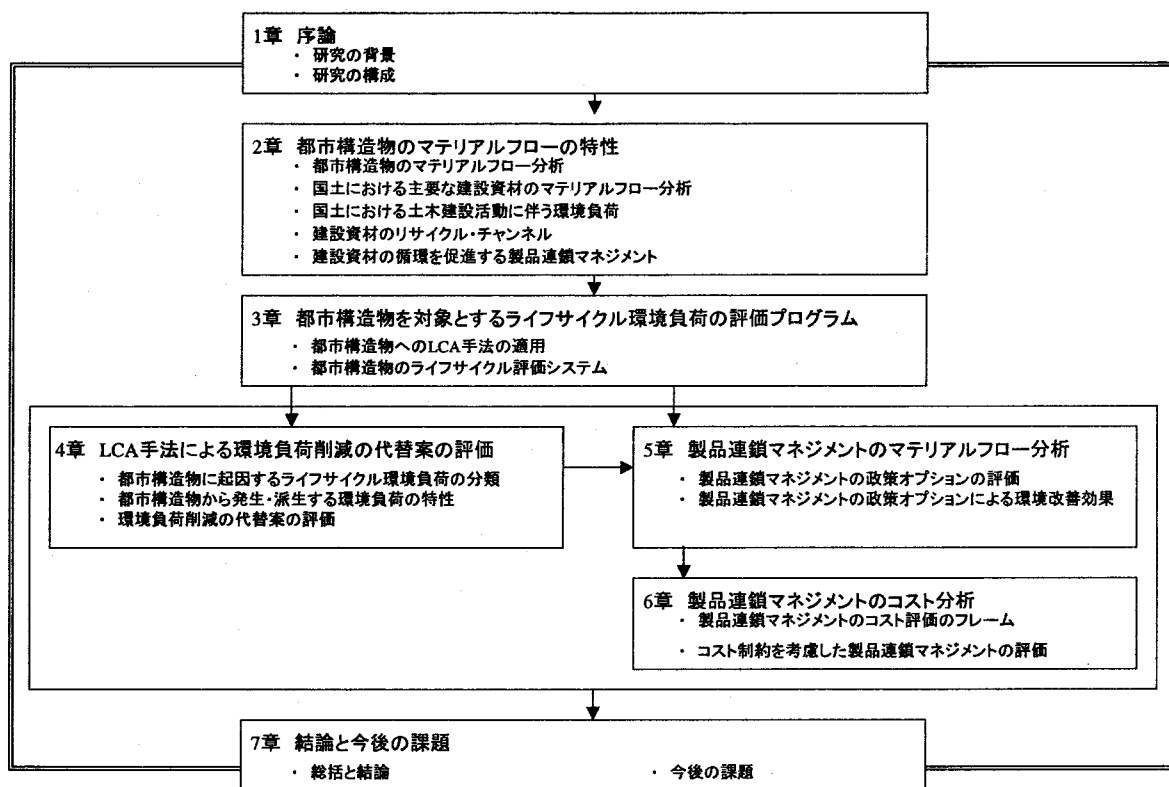 1章 序論
・ 研究の背景
・ 研究の構成
2章 都市構造物のマテリアルフローの特性
・ 都市構造物のマテリアルフロー分析
・ 国土における主要な建設資材のマテリアルフロー分析
・ 国土における土木建設活動に伴う環境負荷
・ 建設資材のリサイクル・チャンネル
・ 建設資材の循環を促進する製品連鎖マネジメント
3章 都市構造物を対象とするライフサイクル環境負荷の評価プログラム
・ 都市構造物へのLCA手法の適用
・ 都市構造物のライフサイクル評価システム
4章 LCA手法による環境負荷削減の代替案の評価
・ 都市構造物に起因するライフサイクル環境負荷の分類
・ 都市構造物から発生・派生する環境負荷の特性
・ 環境負荷削減の代替案の評価
5章 製品連鎖マネジメントのマテリアルフロー分析
・ 製品連鎖マネジメントの政策オプションの評価
・ 製品連鎖マネジメントの政策オプションによる環境改善効果
6章 製品連鎖マネジメントのコスト分析
・ 製品連鎖マネジメントのコスト評価のフレーム
・ コスト制約を考慮した製品連鎖マネジメントの評価
7章 結論と今後の課題
・ 総括と結論
・ 今後の課題